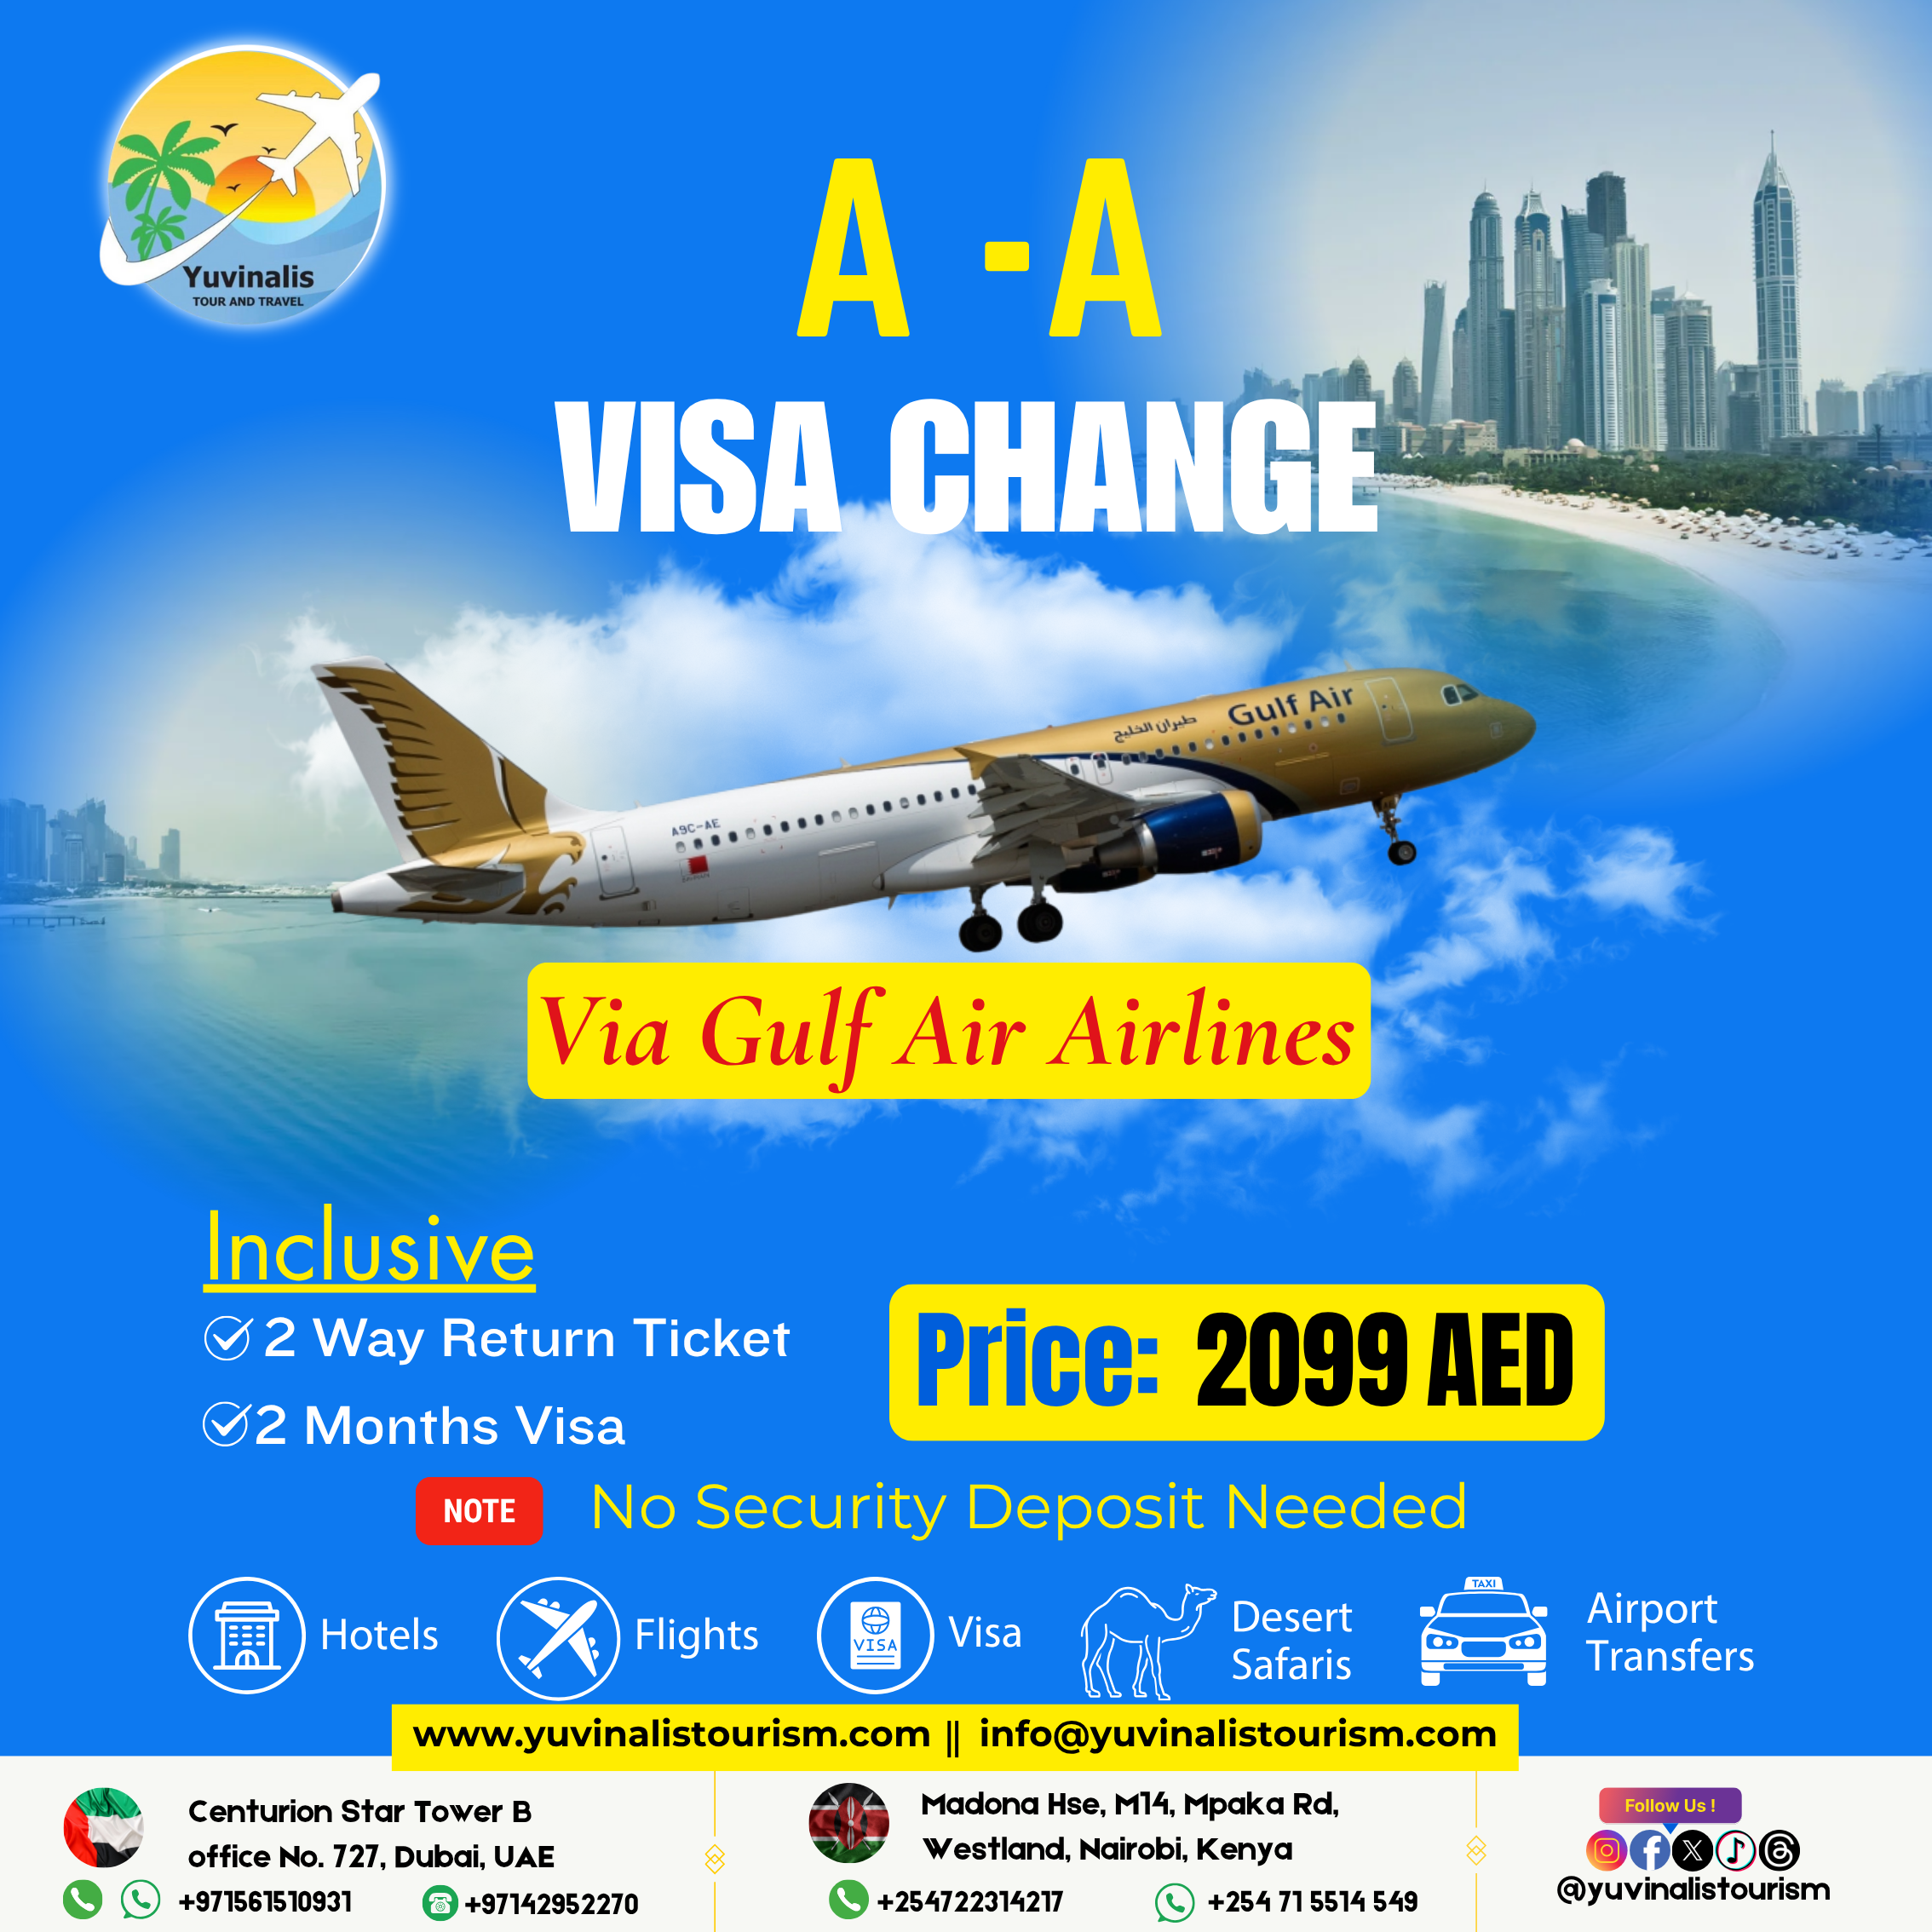 Yuvinalis
TOUR AND TRAVEL
A -A
VISA CHANGE
طيران الخليج
Gulf Air
A9C-AE
Via Gulf Air Airlines
Inclusive
2 Way Return Ticket
2 Months Visa
Price: 2099 AED
NOTE
No Security Deposit Needed
Hotels
Flights
VISA
Visa
Desert
Safaris
TAXI
Airport
Transfers
www.yuvinalistourism.com || info@yuvinalistourism.com
Centurion Star Tower B
office No. 727, Dubai, UAE
+971561510931
+97142952270
Madona Hse, M14, Mpaka Rd,
Westland, Nairobi, Kenya
+254722314217
+254 71 5514 549
Follow Us !
@yuvinalistourism